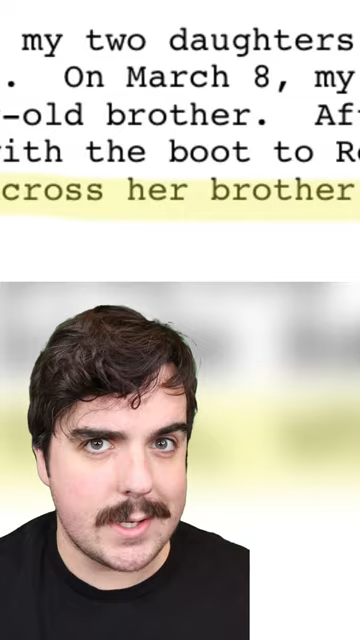 my two daughters
. On March 8, my
-old brother. Af
ith the boot to R
cross her brother